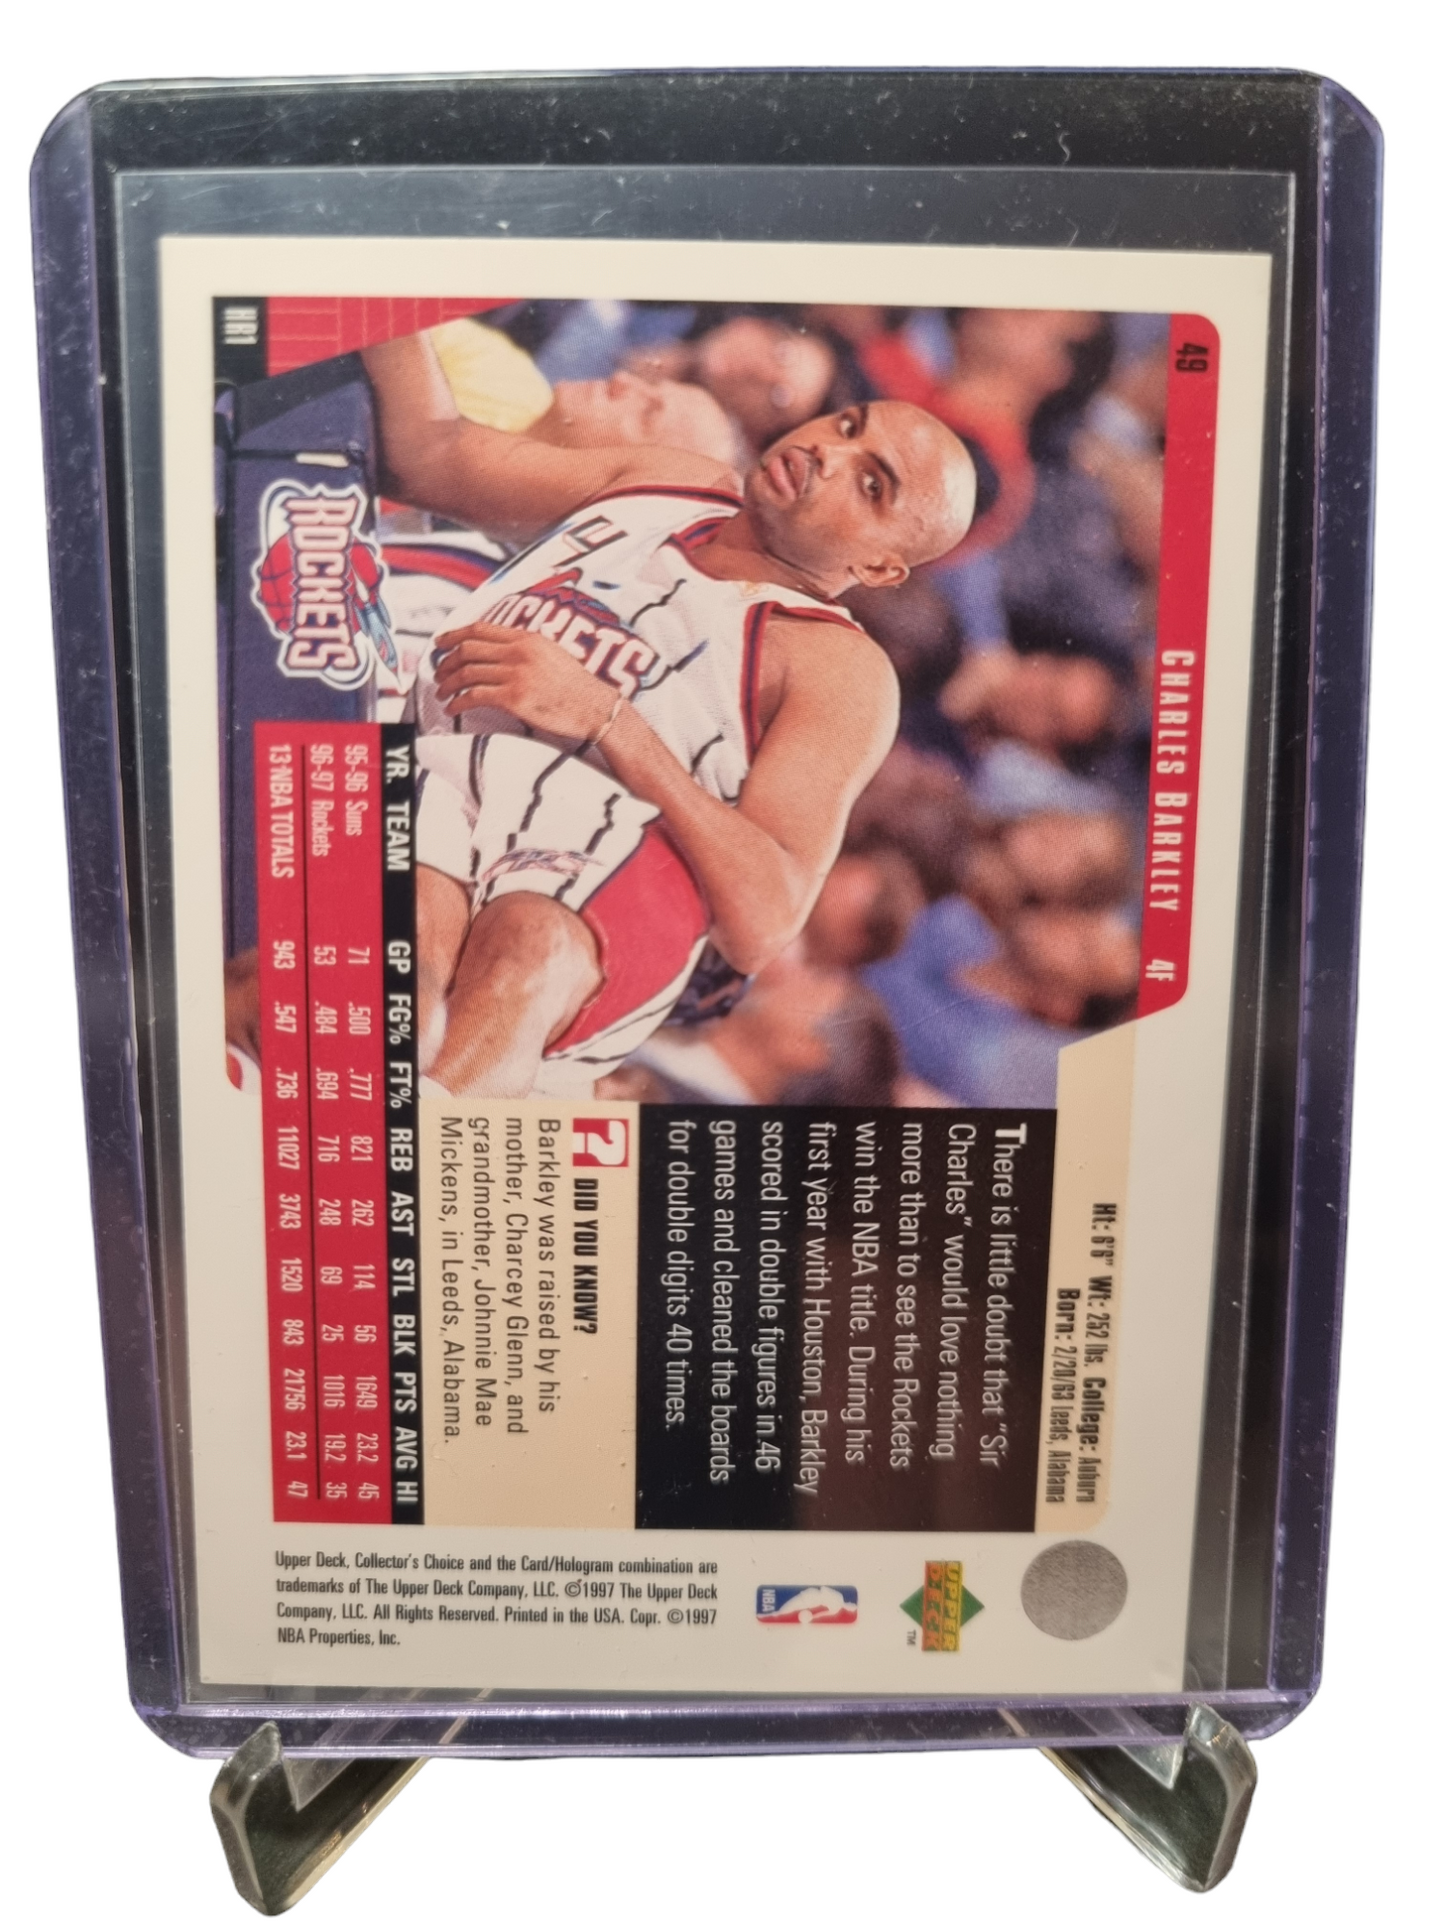 49
CHARLES BARKLEY 4F
Ht: 6'6" Wt: 252 lbs. College: Auburn
Born: 2/20/63 Leeds, Alabama
There is little doubt that "Sir
Charles" would love nothing
more than to see the Rockets
win the NBA title. During his
first year with Houston, Barkley
scored in double figures in 46
games and cleaned the boards
for double digits 40 times.
? DID YOU KNOW?
Barkley was raised by his
mother, Charcey Glenn, and
grandmother, Johnnie Mae
Mickens, in Leeds, Alabama.
4
ROCKETS
ROCKETS
YR. TEAM GP FG% FT% REB AST STL BLK PTS AVG HI
95-96 Suns 71 .500 .777 821 262 114 56 1649 23.2 45
96-97 Rockets 53 .484 .694 716 248 69 25 1016 19.2 35
13 NBA TOTALS 943 .547 .736 11027 3743 1520 843 21756 23.1 47
HR1
UPPER
DECK
TM
NBA
Upper Deck, Collector's Choice and the Card/Hologram combination are
trademarks of The Upper Deck Company, LLC. ©1997 The Upper Deck
Company, LLC. All Rights Reserved. Printed in the USA. Copr. ©1997
NBA Properties, Inc.